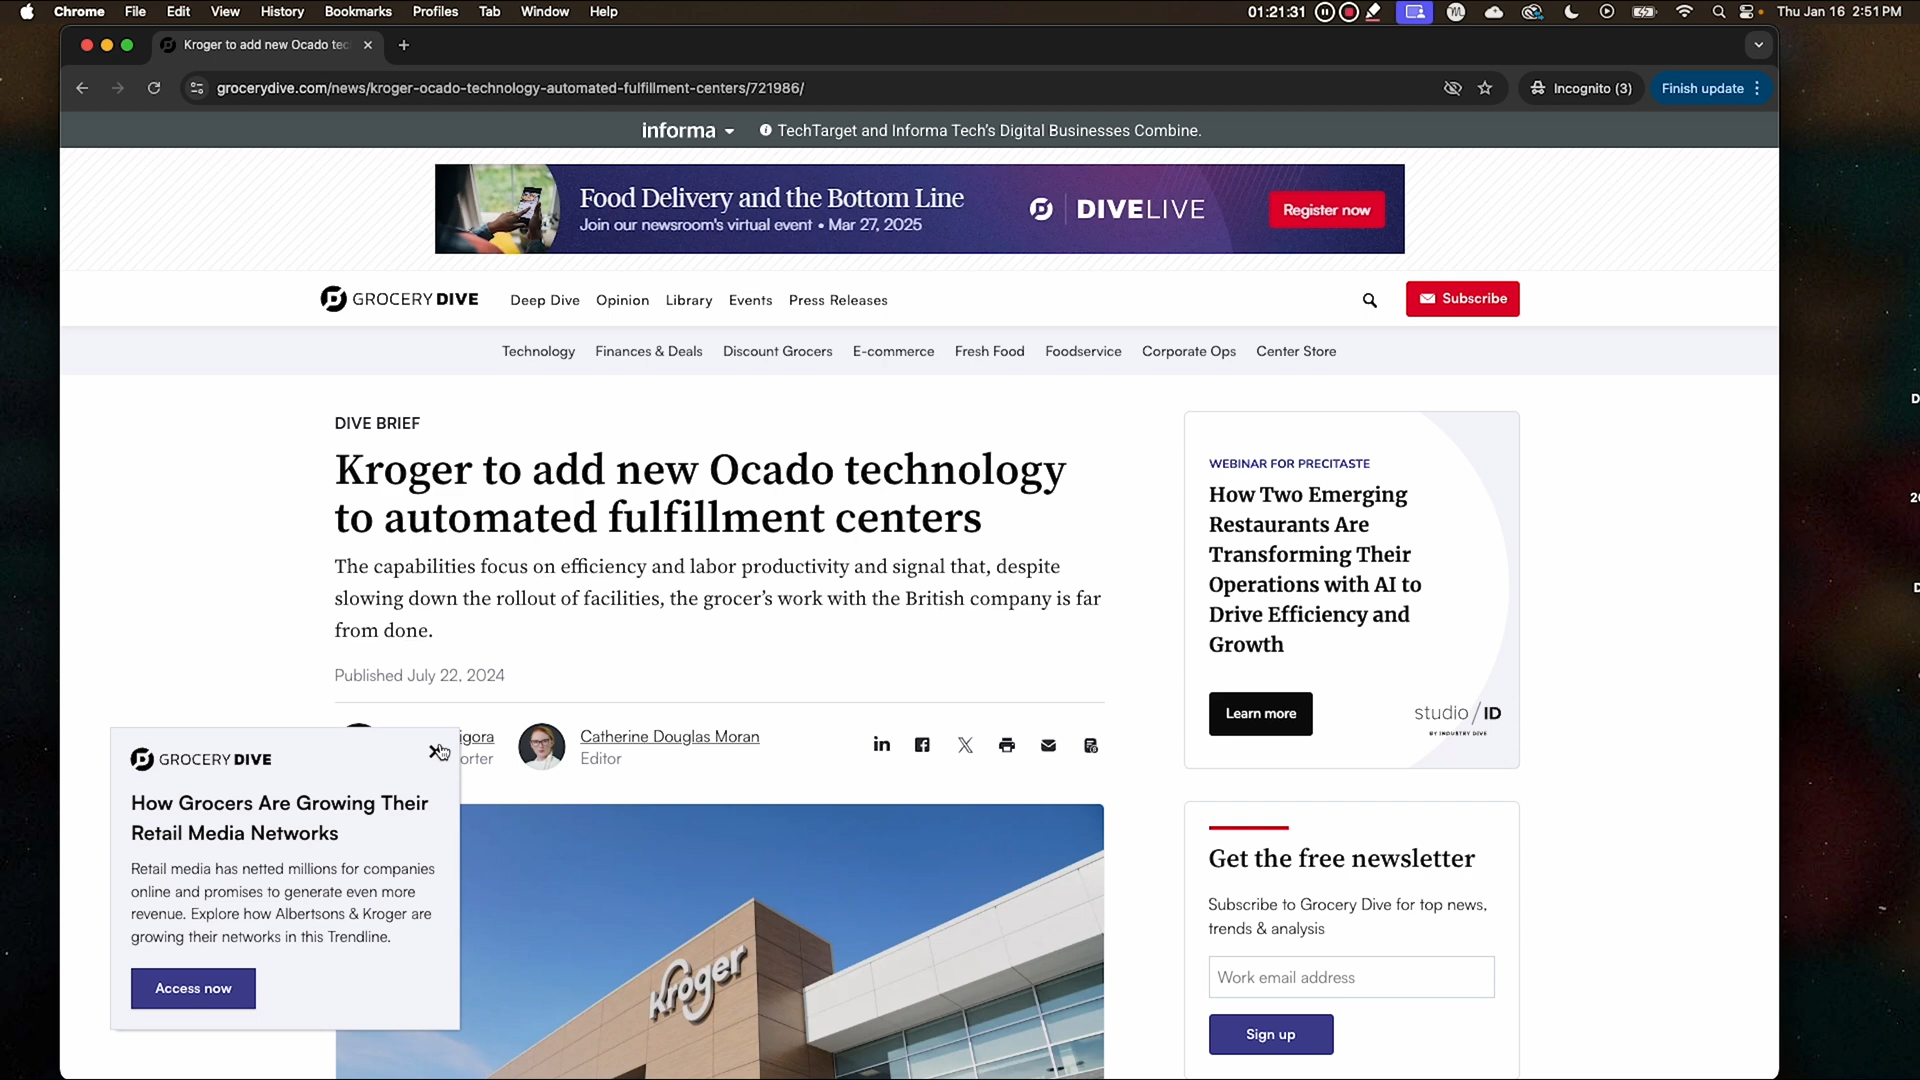 Chrome File Edit View History Bookmarks Profiles Tab Window Help 01:21:31 Thu Jan 16 2:51 PM
Kroger to add new Ocado tec
grocerydive.com/news/kroger-ocado-technology-automated-fulfillment-centers/721986/ Incognito (3) Finish update
informa TechTarget and Informa Tech's Digital Businesses Combine.
Food Delivery and the Bottom Line
Join our newsroom's virtual event • Mar 27, 2025
DIVELIVE
Register now
GROCERY DIVE Deep Dive Opinion Library Events Press Releases Subscribe
Technology Finances & Deals Discount Grocers E-commerce Fresh Food Foodservice Corporate Ops Center Store
DIVE BRIEF
Kroger to add new Ocado technology
to automated fulfillment centers
The capabilities focus on efficiency and labor productivity and signal that, despite
slowing down the rollout of facilities, the grocer's work with the British company is far
from done.
Published July 22, 2024
Catherine Douglas Moran
Editor
GROCERY DIVE
How Grocers Are Growing Their
Retail Media Networks
Retail media has netted millions for companies
online and promises to generate even more
revenue. Explore how Albertsons & Kroger are
growing their networks in this Trendline.
Access now
Kroger
WEBINAR FOR PRECITASTE
How Two Emerging
Restaurants Are
Transforming Their
Operations with AI to
Drive Efficiency and
Growth
Learn more
studio/ID
BY INDUSTRY DIVE
Get the free newsletter
Subscribe to Grocery Dive for top news,
trends & analysis
Work email address
Sign up